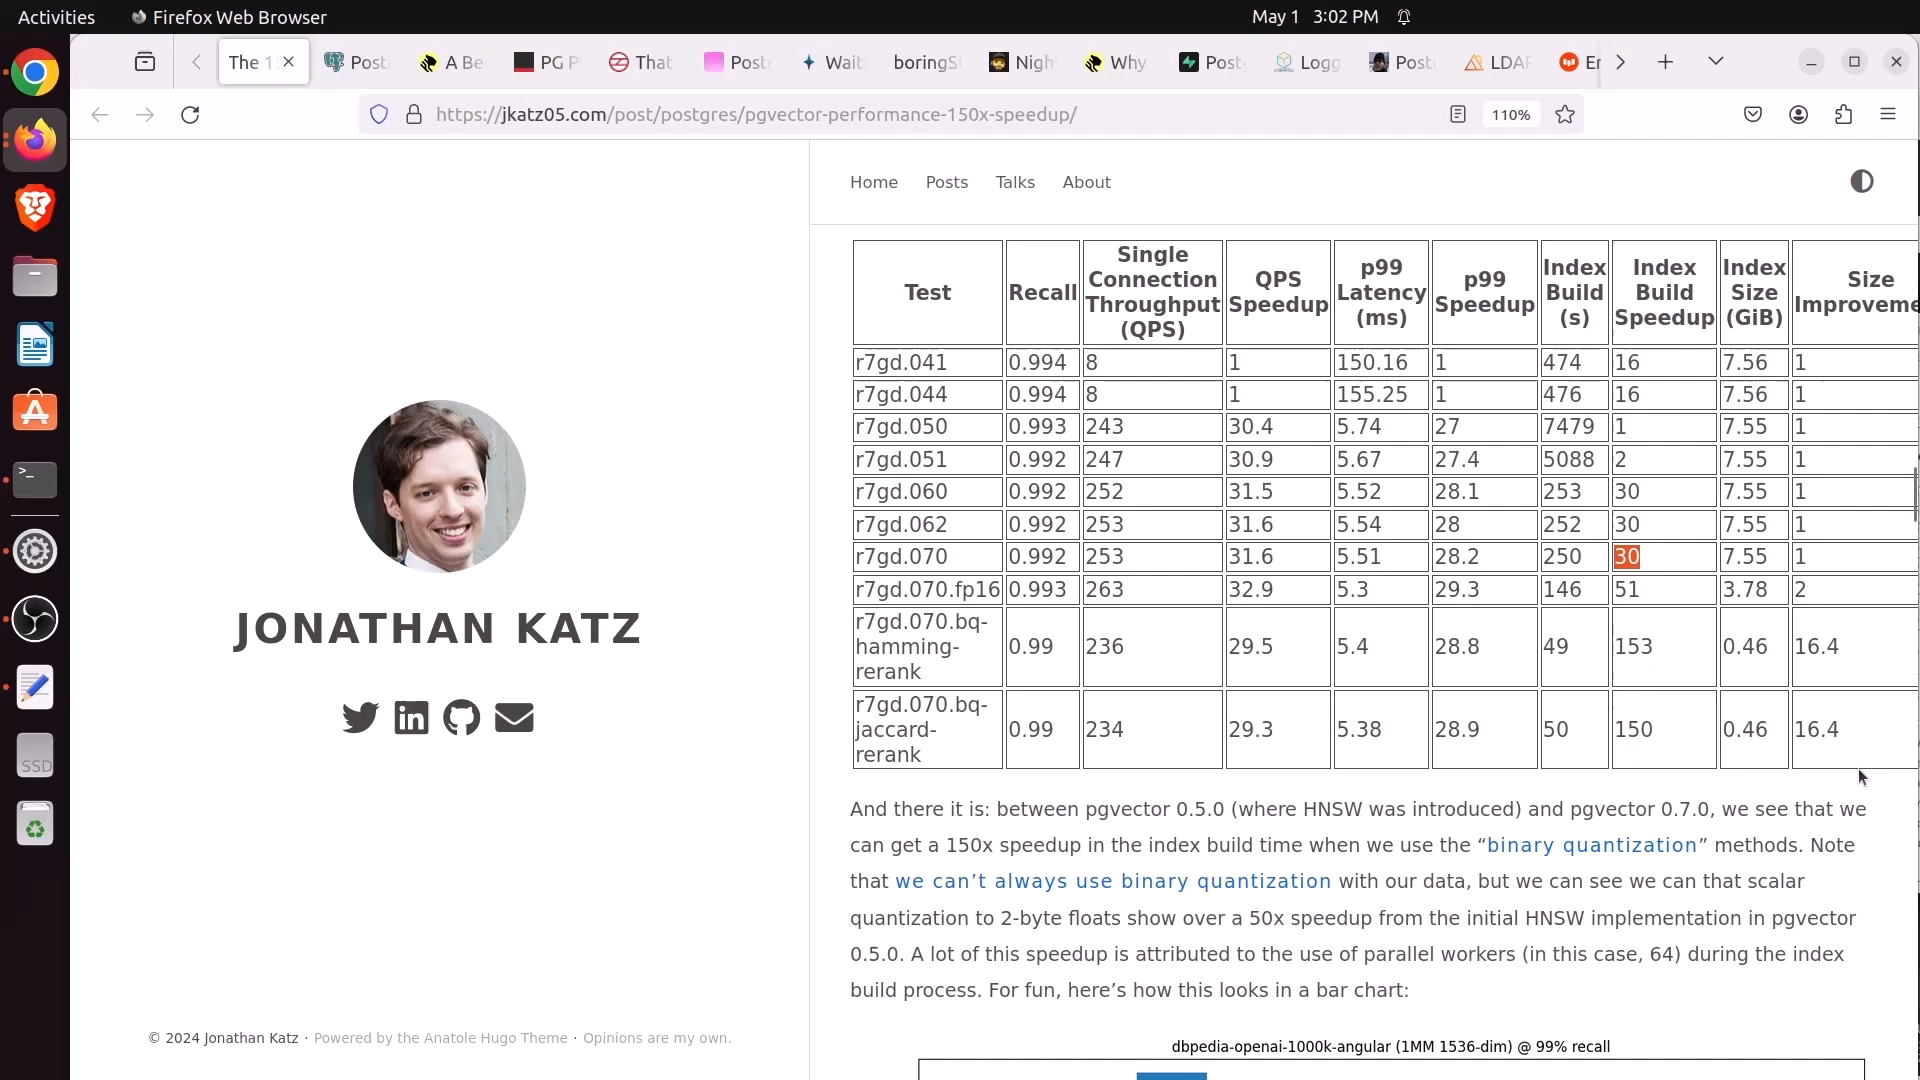 Activities
Firefox Web Browser
May 1 3:02 PM
The 1
Post
A Be
PG P
That
Post
Wait
boringS
Nigh
Why
Post
Logg
Post
LDAP
Er
https://jkatz05.com/post/postgres/pgvector-performance-150x-speedup/
110%
SSD
JONATHAN KATZ
© 2024 Jonathan Katz · Powered by the Anatole Hugo Theme · Opinions are my own.
Home Posts Talks About
Test Recall Single Connection Throughput (QPS) QPS Speedup p99 Latency (ms) p99 Speedup Index Build (s) Index Build Speedup Index Size (GiB) Size Improveme
r7gd.041 0.994 8 1 150.16 1 474 16 7.56 1
r7gd.044 0.994 8 1 155.25 1 476 16 7.56 1
r7gd.050 0.993 243 30.4 5.74 27 7479 1 7.55 1
r7gd.051 0.992 247 30.9 5.67 27.4 5088 2 7.55 1
r7gd.060 0.992 252 31.5 5.52 28.1 253 30 7.55 1
r7gd.062 0.992 253 31.6 5.54 28 252 30 7.55 1
r7gd.070 0.992 253 31.6 5.51 28.2 250 30 7.55 1
r7gd.070.fp16 0.993 263 32.9 5.3 29.3 146 51 3.78 2
r7gd.070.bq-hamming-rerank 0.99 236 29.5 5.4 28.8 49 153 0.46 16.4
r7gd.070.bq-jaccard-rerank 0.99 234 29.3 5.38 28.9 50 150 0.46 16.4
And there it is: between pgvector 0.5.0 (where HNSW was introduced) and pgvector 0.7.0, we see that we
can get a 150x speedup in the index build time when we use the “binary quantization” methods. Note
that we can’t always use binary quantization with our data, but we can see we can that scalar
quantization to 2-byte floats show over a 50x speedup from the initial HNSW implementation in pgvector
0.5.0. A lot of this speedup is attributed to the use of parallel workers (in this case, 64) during the index
build process. For fun, here’s how this looks in a bar chart:
dbpedia-openai-1000k-angular (1MM 1536-dim) @ 99% recall